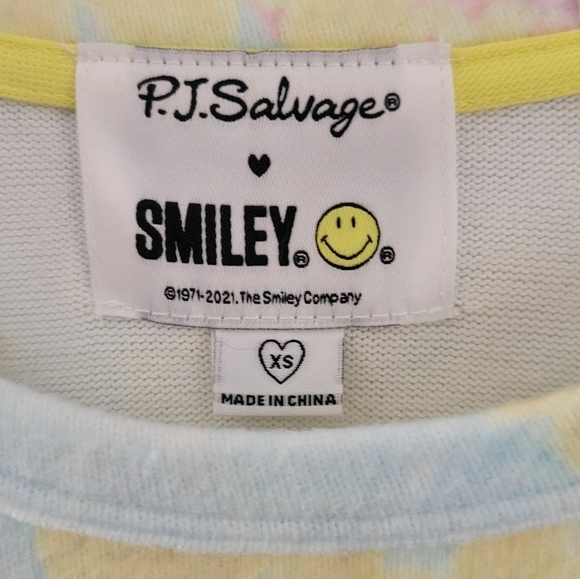 P.J.Salvage®
SMILEY.® ®
©1971-2021.The Smiley Company
XS
MADE IN CHINA